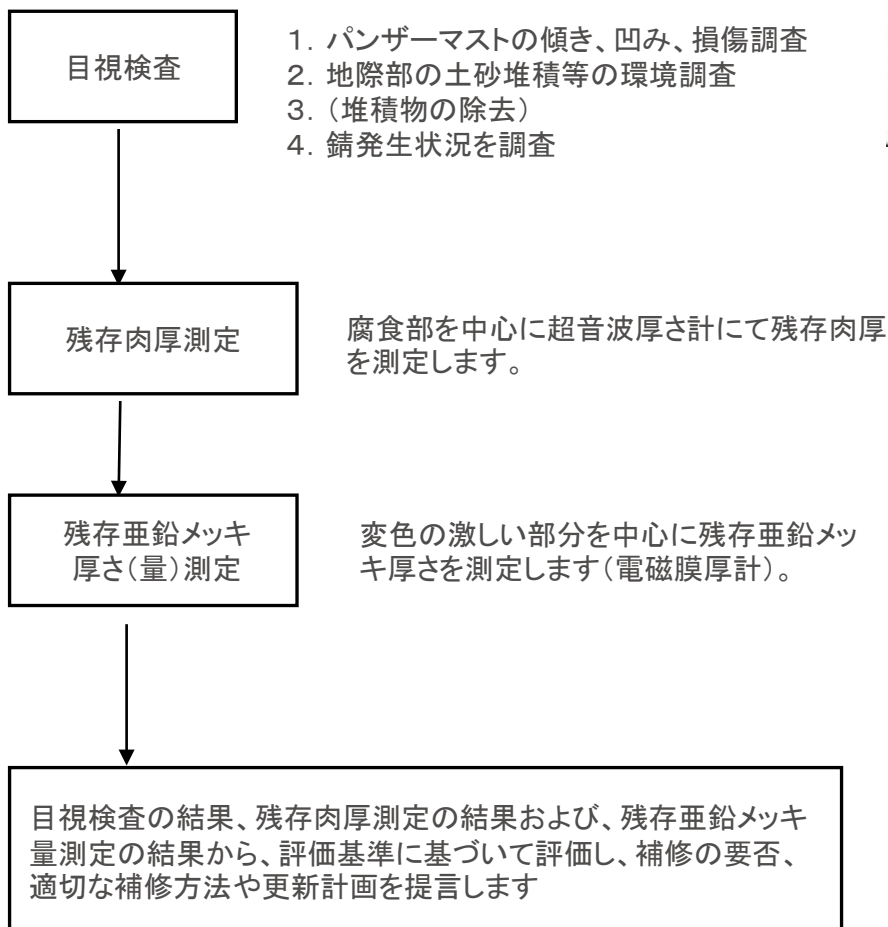 目視検査
1．パンザーマストの傾き、凹み、損傷調査
2．地際部の土砂堆積等の環境調査
3．（堆積物の除去）
4．錆発生状況を調査
残存肉厚測定
腐食部を中心に超音波厚さ計にて残存肉厚
を測定します。
残存亜鉛メッキ
厚さ（量）測定
変色の激しい部分を中心に残存亜鉛メッ
キ厚さを測定します（電磁膜厚計）。
目視検査の結果、残存肉厚測定の結果および、残存亜鉛メッキ
量測定の結果から、評価基準に基づいて評価し、補修の要否、
適切な補修方法や更新計画を提言します